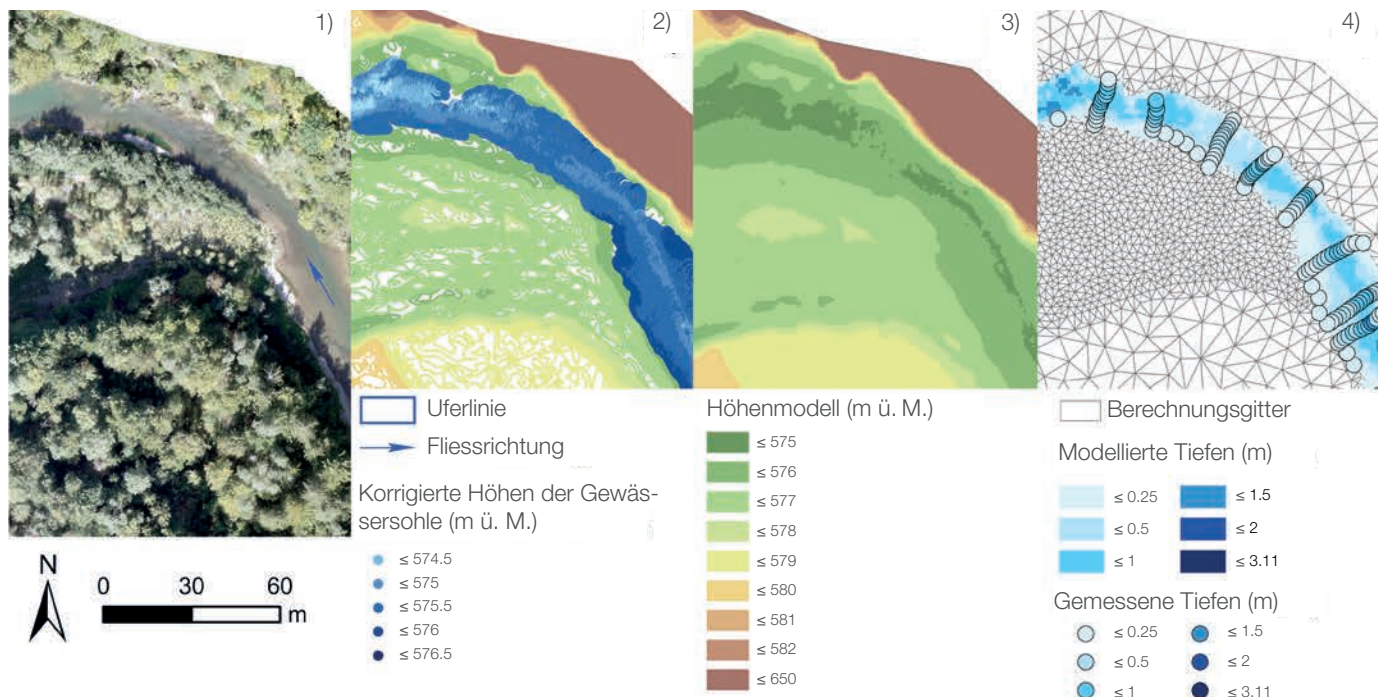 1)
2)
3)
4)
Uferlinie
Fliessrichtung
Korrigierte Höhen der Gewäs-
sersohle (m ü. M.)
≤ 574.5
≤ 575
≤ 575.5
≤ 576
≤ 576.5
N
0 30 60
m
Höhenmodell (m ü. M.)
≤ 575
≤ 576
≤ 577
≤ 578
≤ 579
≤ 580
≤ 581
≤ 582
≤ 650
Berechnungsgitter
Modellierte Tiefen (m)
≤ 0.25
≤ 0.5
≤ 1
≤ 1.5
≤ 2
≤ 3.11
Gemessene Tiefen (m)
≤ 0.25
≤ 0.5
≤ 1
≤ 1.5
≤ 2
≤ 3.11